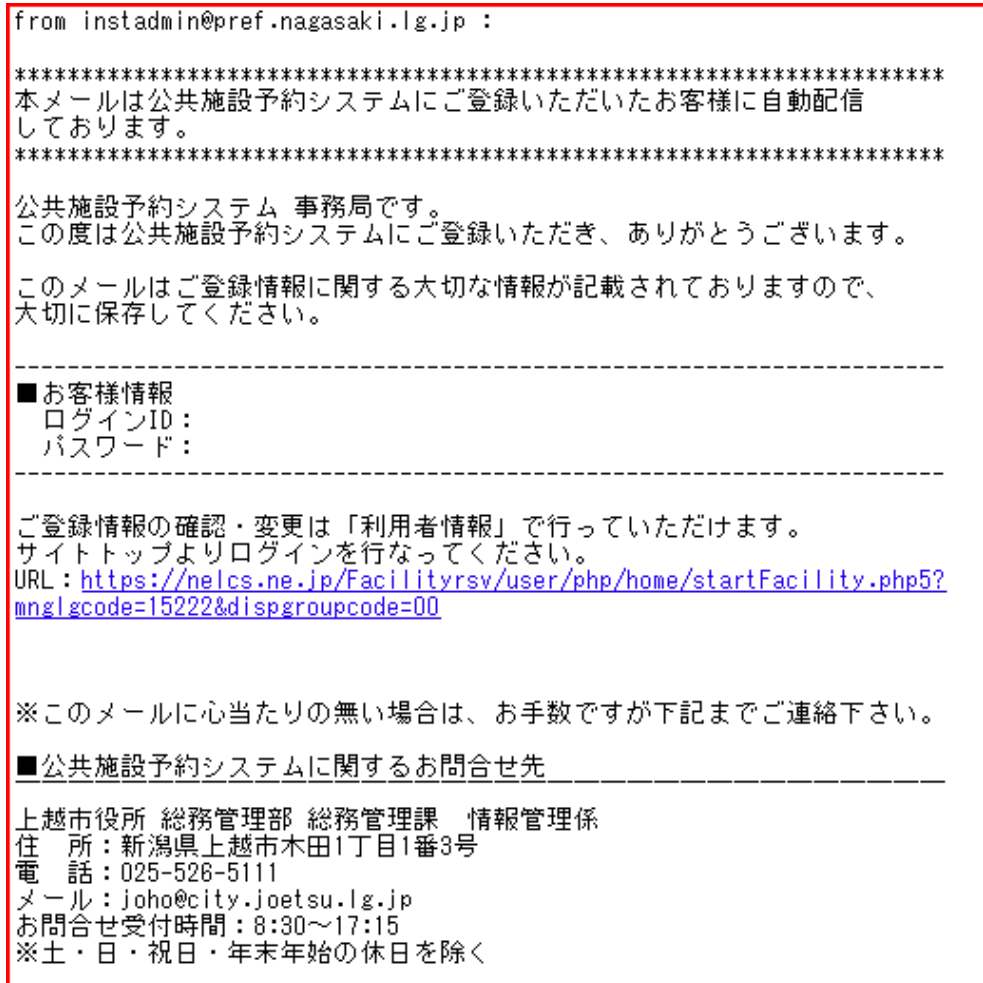 from instadmin@pref.nagasaki.lg.jp :
**********************************************************************
本メールは公共施設予約システムにご登録いただいたお客様に自動配信
しております。
**********************************************************************
公共施設予約システム 事務局です。
この度は公共施設予約システムにご登録いただき、ありがとうございます。
このメールはご登録情報に関する大切な情報が記載されておりますので、
大切に保存してください。
----------------------------------------------------------------------
■お客様情報
ログインID：
パスワード：
----------------------------------------------------------------------
ご登録情報の確認・変更は「利用者情報」で行っていただけます。
サイトトップよりログインを行なってください。
URL：https://nelcs.ne.jp/Facilityrsv/user/php/home/startFacility.php5?
mnglgcode=15222&dispgroupcode=00
※このメールに心当たりの無い場合は、お手数ですが下記までご連絡下さい。
■公共施設予約システムに関するお問合せ先
上越市役所 総務管理部 総務管理課　情報管理係
住　所：新潟県上越市木田1丁目1番3号
電　話：025-526-5111
メール：joho@city.joetsu.lg.jp
お問合せ受付時間：8:30～17:15
※土・日・祝日・年末年始の休日を除く